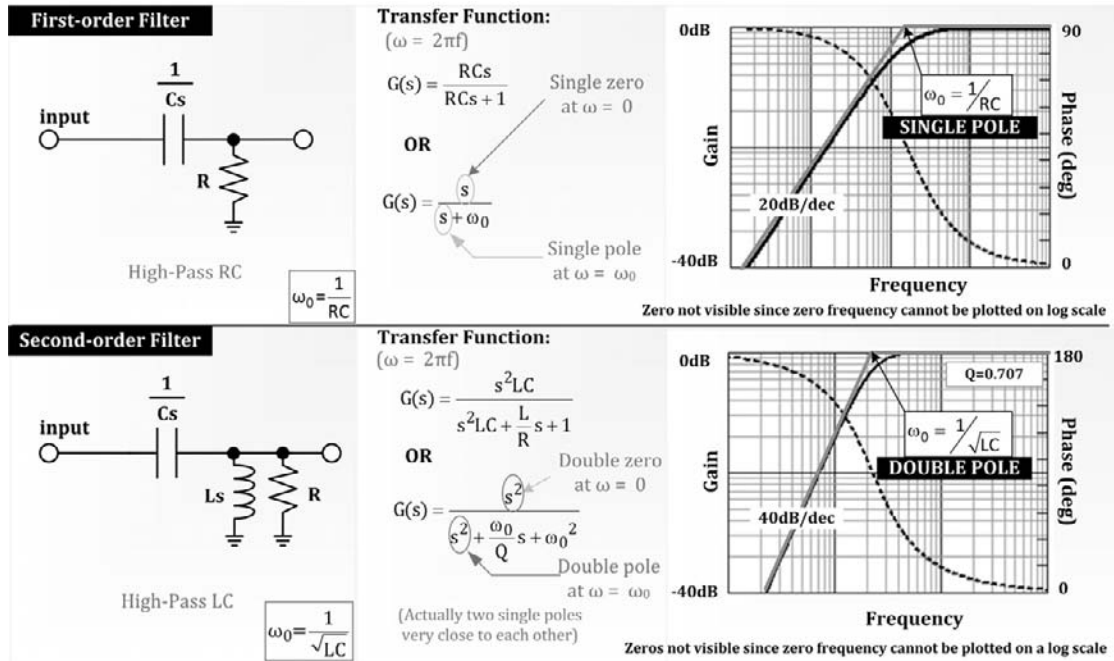 First-order Filter
1
Cs
input
R
High-Pass RC
ω₀ = 1/RC
Transfer Function:
(ω = 2πf)
G(s) = RCs / RCs + 1
Single zero
at ω = 0
OR
G(s) = s / s + ω₀
Single pole
at ω = ω₀
0dB
90
ω₀ = 1/RC
SINGLE POLE
Gain
Phase (deg)
20dB/dec
-40dB
0
Frequency
Zero not visible since zero frequency cannot be plotted on log scale
Second-order Filter
1
Cs
input
Ls
R
High-Pass LC
ω₀ = 1/√LC
Transfer Function:
(ω = 2πf)
G(s) = s²LC / s²LC + L/R s + 1
OR
Double zero
at ω = 0
G(s) = s² / s² + ω₀/Q s + ω₀²
Double pole
at ω = ω₀
(Actually two single poles
very close to each other)
0dB
180
Q=0.707
ω₀ = 1/√LC
DOUBLE POLE
Gain
Phase (deg)
40dB/dec
-40dB
0
Frequency
Zeros not visible since zero frequency cannot be plotted on a log scale